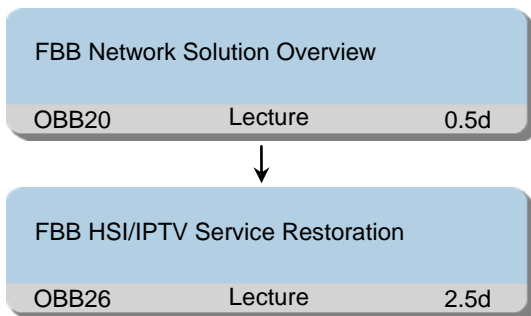 FBB Network Solution Overview
OBB20 Lecture 0.5d
FBB HSI/IPTV Service Restoration
OBB26 Lecture 2.5d